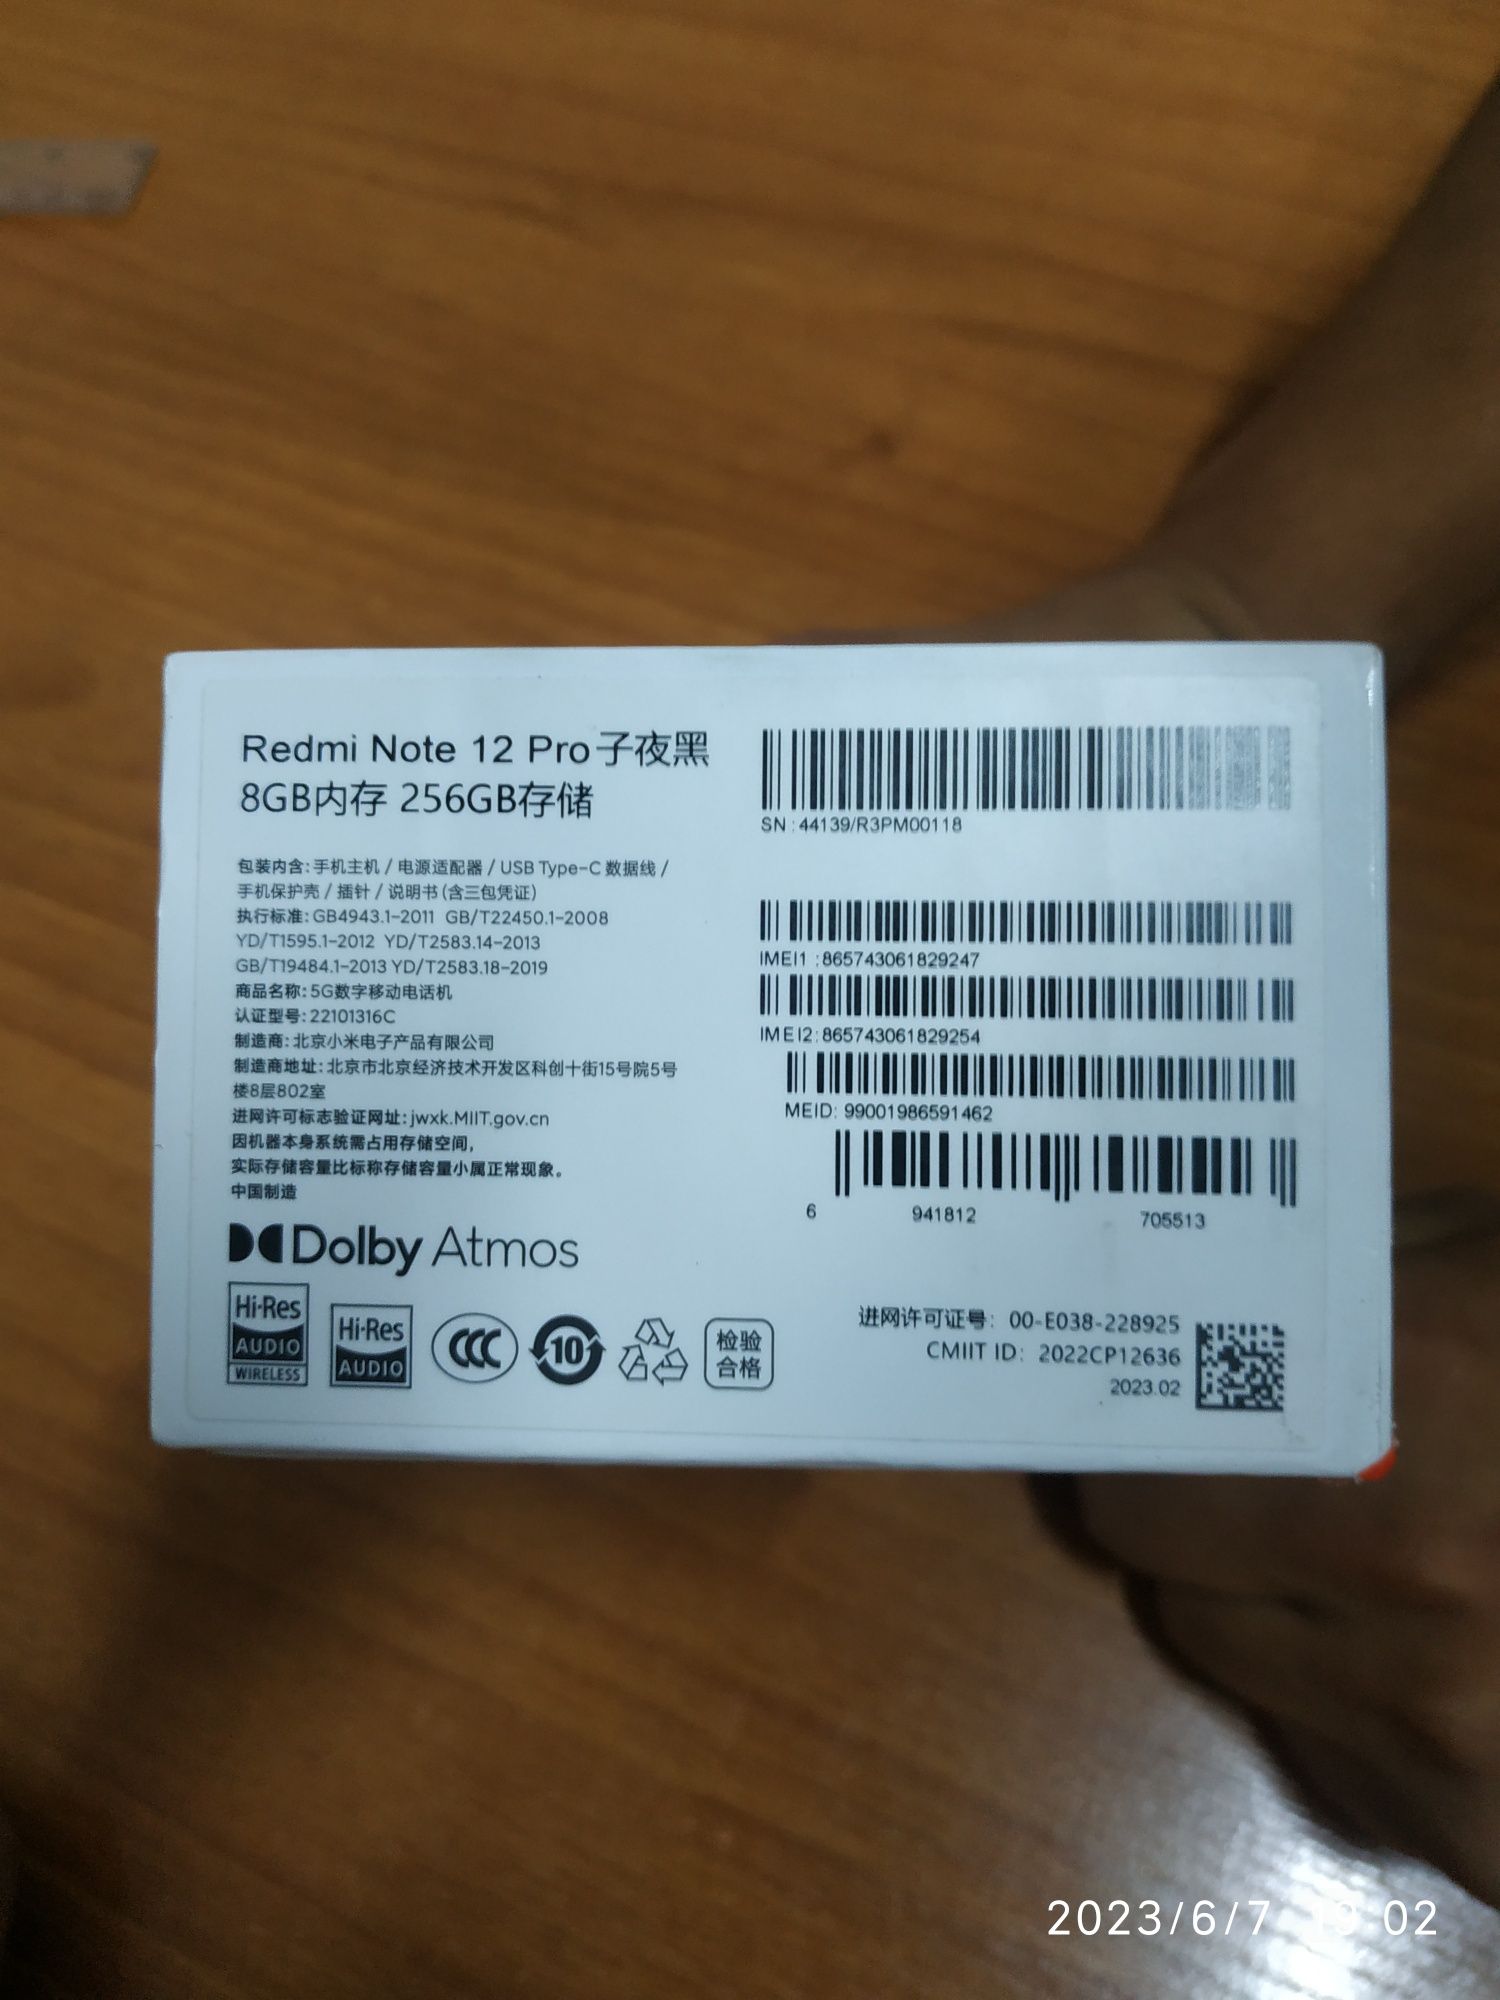 Redmi Note 12 Pro子夜黑
8GB内存 256GB存储
包装内含:手机主机 / 电源适配器 / USB Type-C 数据线 /
手机保护壳 / 插针 / 说明书(含三包凭证)
执行标准:GB4943.1-2011 GB/T22450.1-2008
YD/T1595.1-2012 YD/T2583.14-2013
GB/T19484.1-2013 YD/T2583.18-2019
商品名称:5G数字移动电话机
认证型号:22101316C
制造商:北京小米电子产品有限公司
制造商地址:北京市北京经济技术开发区科创十街15号院5号
楼8层802室
进网许可标志验证网址:jwxk.MIIT.gov.cn
因机器本身系统需占用存储空间,
实际存储容量比标称存储容量小属正常现象。
中国制造
Dolby Atmos
Hi-Res
AUDIO
WIRELESS
Hi-Res
AUDIO
CCC
10
检验
合格
SN : 44139/R3PM00118
IMEI1 :865743061829247
IMEI2:865743061829254
MEID: 99001986591462
6 941812 705513
进网许可证号: 00-E038-228925
CMIIT ID: 2022CP12636
2023.02
2023/6/7 19:02